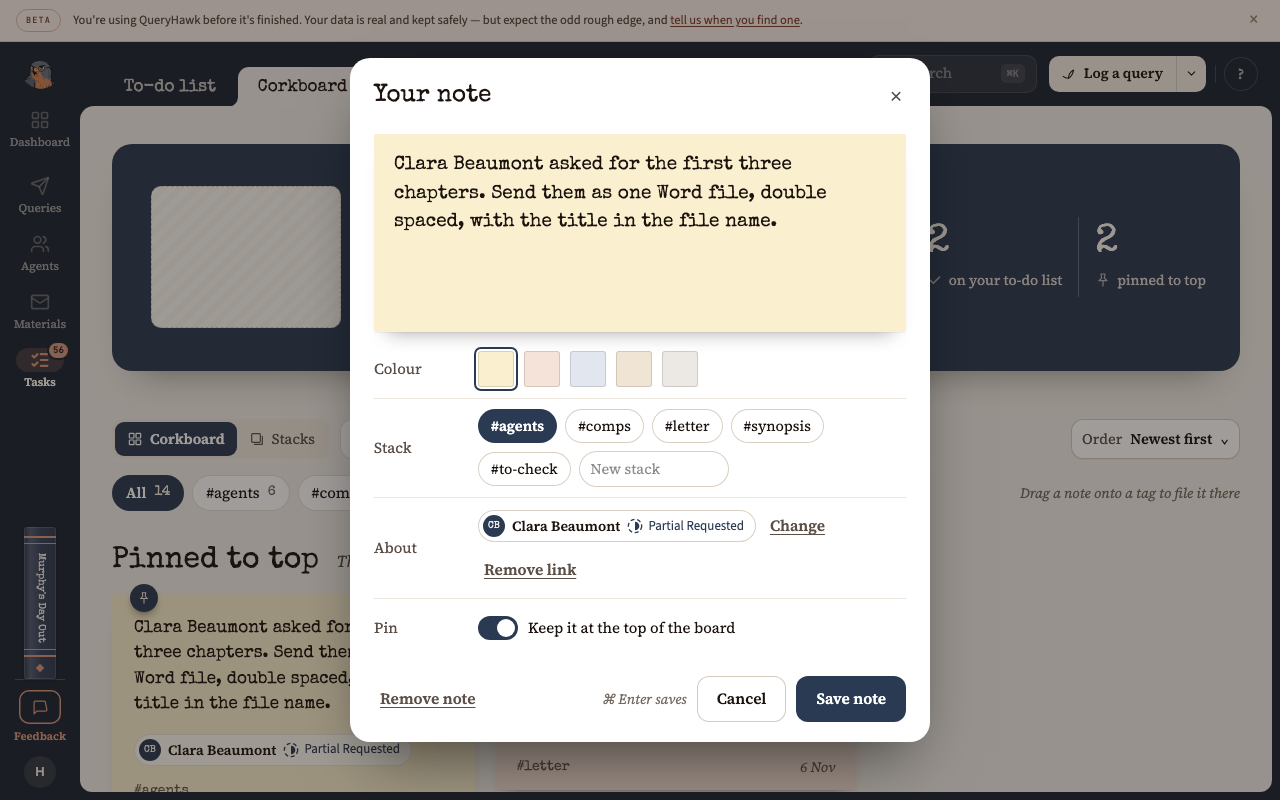 BETA
You're using QueryHawk before it's finished. Your data is real and kept safely — but expect the odd rough edge, and tell us when you find one.
×
To-do list
Corkboard
rch
⌘K
Log a query
?
Dashboard
Queries
Agents
Materials
56
Tasks
Murphy's Day Out
Feedback
H
2
on your to-do list
2
pinned to top
Corkboard
Stacks
Order Newest first
All 14
#agents 6
#com
Drag a note onto a tag to file it there
Pinned to top
Clara Beaumont asked for
three chapters. Send the
Word file, double spaced,
title in the file name.
CB Clara Beaumont Partial Requested
#agents
#letter
6 Nov
Your note
×
Clara Beaumont asked for the first three
chapters. Send them as one Word file, double
spaced, with the title in the file name.
Colour
Stack
#agents
#comps
#letter
#synopsis
#to-check
New stack
About
CB Clara Beaumont Partial Requested
Change
Remove link
Pin
Keep it at the top of the board
Remove note
⌘ Enter saves
Cancel
Save note